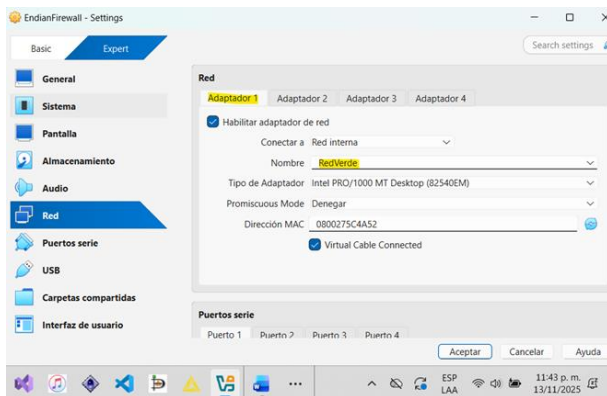 EndianFirewall - Settings
Basic Expert Search settings
General
Sistema
Pantalla
Almacenamiento
Audio
Red
Puertos serie
USB
Carpetas compartidas
Interfaz de usuario
Red
Adaptador 1 Adaptador 2 Adaptador 3 Adaptador 4
Habilitar adaptador de red
Conectar a Red interna
Nombre RedVerde
Tipo de Adaptador Intel PRO/1000 MT Desktop (82540EM)
Promiscuous Mode Denegar
Dirección MAC 0800275C4A52
Virtual Cable Connected
Puertos serie
Puerto 1 Puerto 2 Puerto 3 Puerto 4
Aceptar Cancelar Ayuda
ESP
LAA
11:43 p. m.
13/11/2025